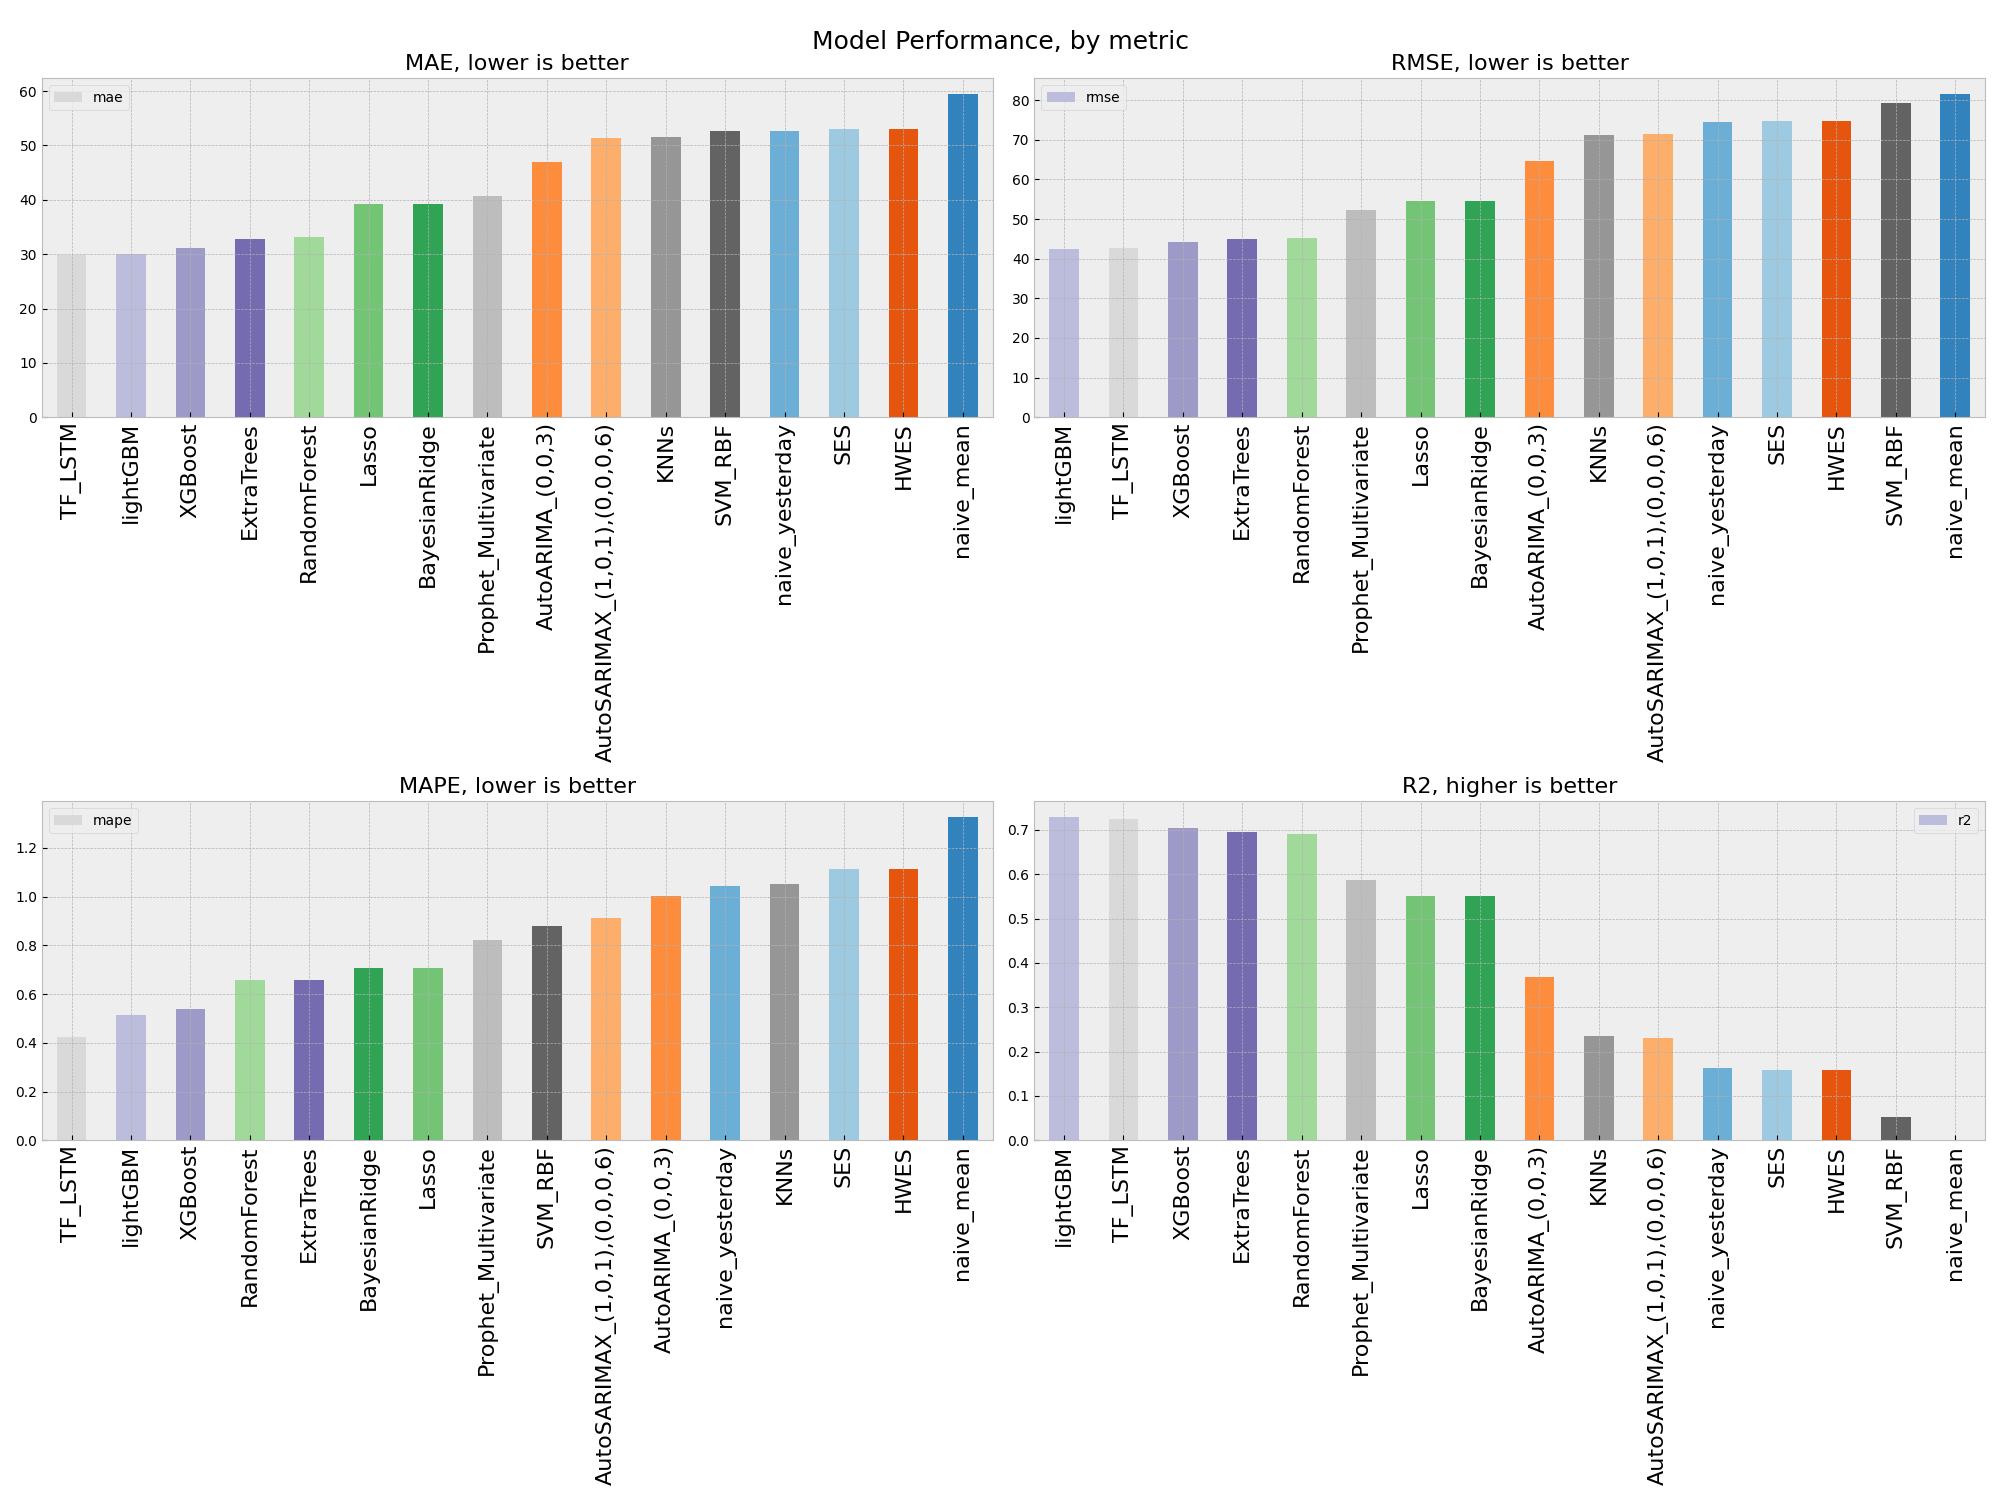 Model Performance, by metric
MAE, lower is better
mae
60
50
40
30
20
10
0
TF_LSTM
lightGBM
XGBoost
ExtraTrees
RandomForest
Lasso
BayesianRidge
Prophet_Multivariate
AutoARIMA_(0,0,3)
AutoSARIMAX_(1,0,1),(0,0,0,6)
KNNs
SVM_RBF
naive_yesterday
SES
HWES
naive_mean
RMSE, lower is better
rmse
80
70
60
50
40
30
20
10
0
lightGBM
TF_LSTM
XGBoost
ExtraTrees
RandomForest
Prophet_Multivariate
Lasso
BayesianRidge
AutoARIMA_(0,0,3)
KNNs
AutoSARIMAX_(1,0,1),(0,0,0,6)
naive_yesterday
SES
HWES
SVM_RBF
naive_mean
MAPE, lower is better
mape
1.2
1.0
0.8
0.6
0.4
0.2
0.0
TF_LSTM
lightGBM
XGBoost
RandomForest
ExtraTrees
BayesianRidge
Lasso
Prophet_Multivariate
SVM_RBF
AutoSARIMAX_(1,0,1),(0,0,0,6)
AutoARIMA_(0,0,3)
naive_yesterday
KNNs
SES
HWES
naive_mean
R2, higher is better
r2
0.7
0.6
0.5
0.4
0.3
0.2
0.1
0.0
lightGBM
TF_LSTM
XGBoost
ExtraTrees
RandomForest
Prophet_Multivariate
Lasso
BayesianRidge
AutoARIMA_(0,0,3)
KNNs
AutoSARIMAX_(1,0,1),(0,0,0,6)
naive_yesterday
SES
HWES
SVM_RBF
naive_mean